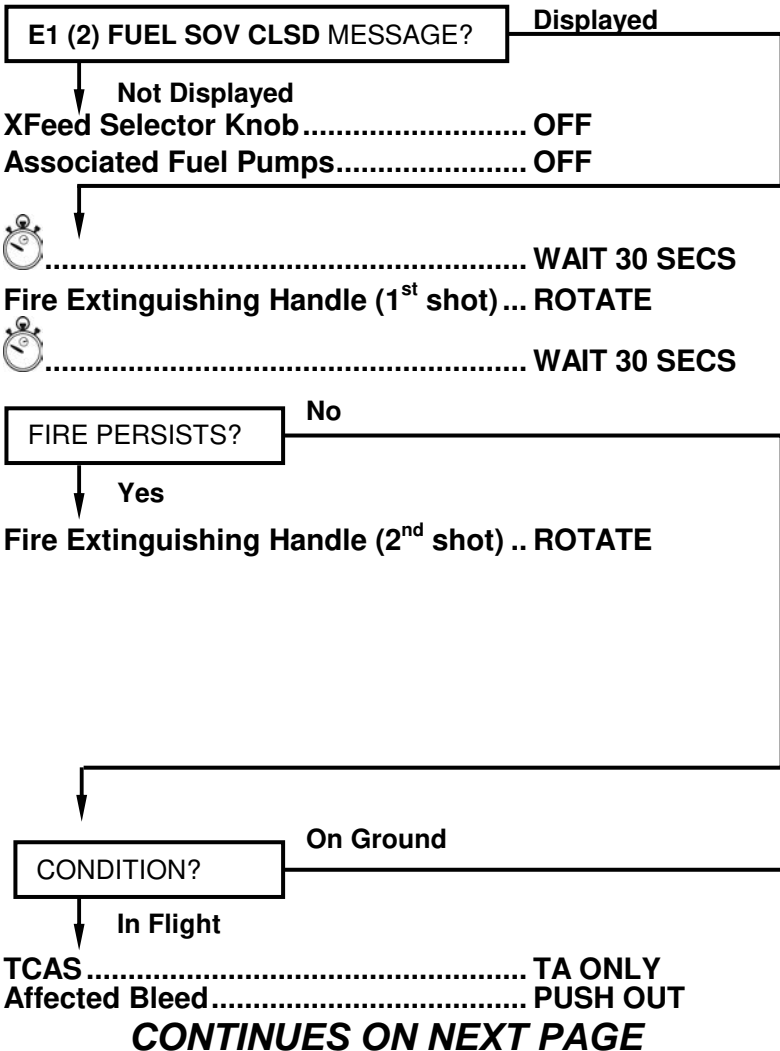 E1 (2) FUEL SOV CLSD MESSAGE?
Displayed
Not Displayed
XFeed Selector Knob........................... OFF
Associated Fuel Pumps....................... OFF
.......................................................... WAIT 30 SECS
Fire Extinguishing Handle (1st shot)... ROTATE
.......................................................... WAIT 30 SECS
FIRE PERSISTS?
No
Yes
Fire Extinguishing Handle (2nd shot) .. ROTATE
CONDITION?
On Ground
In Flight
TCAS..................................................... TA ONLY
Affected Bleed...................................... PUSH OUT
CONTINUES ON NEXT PAGE